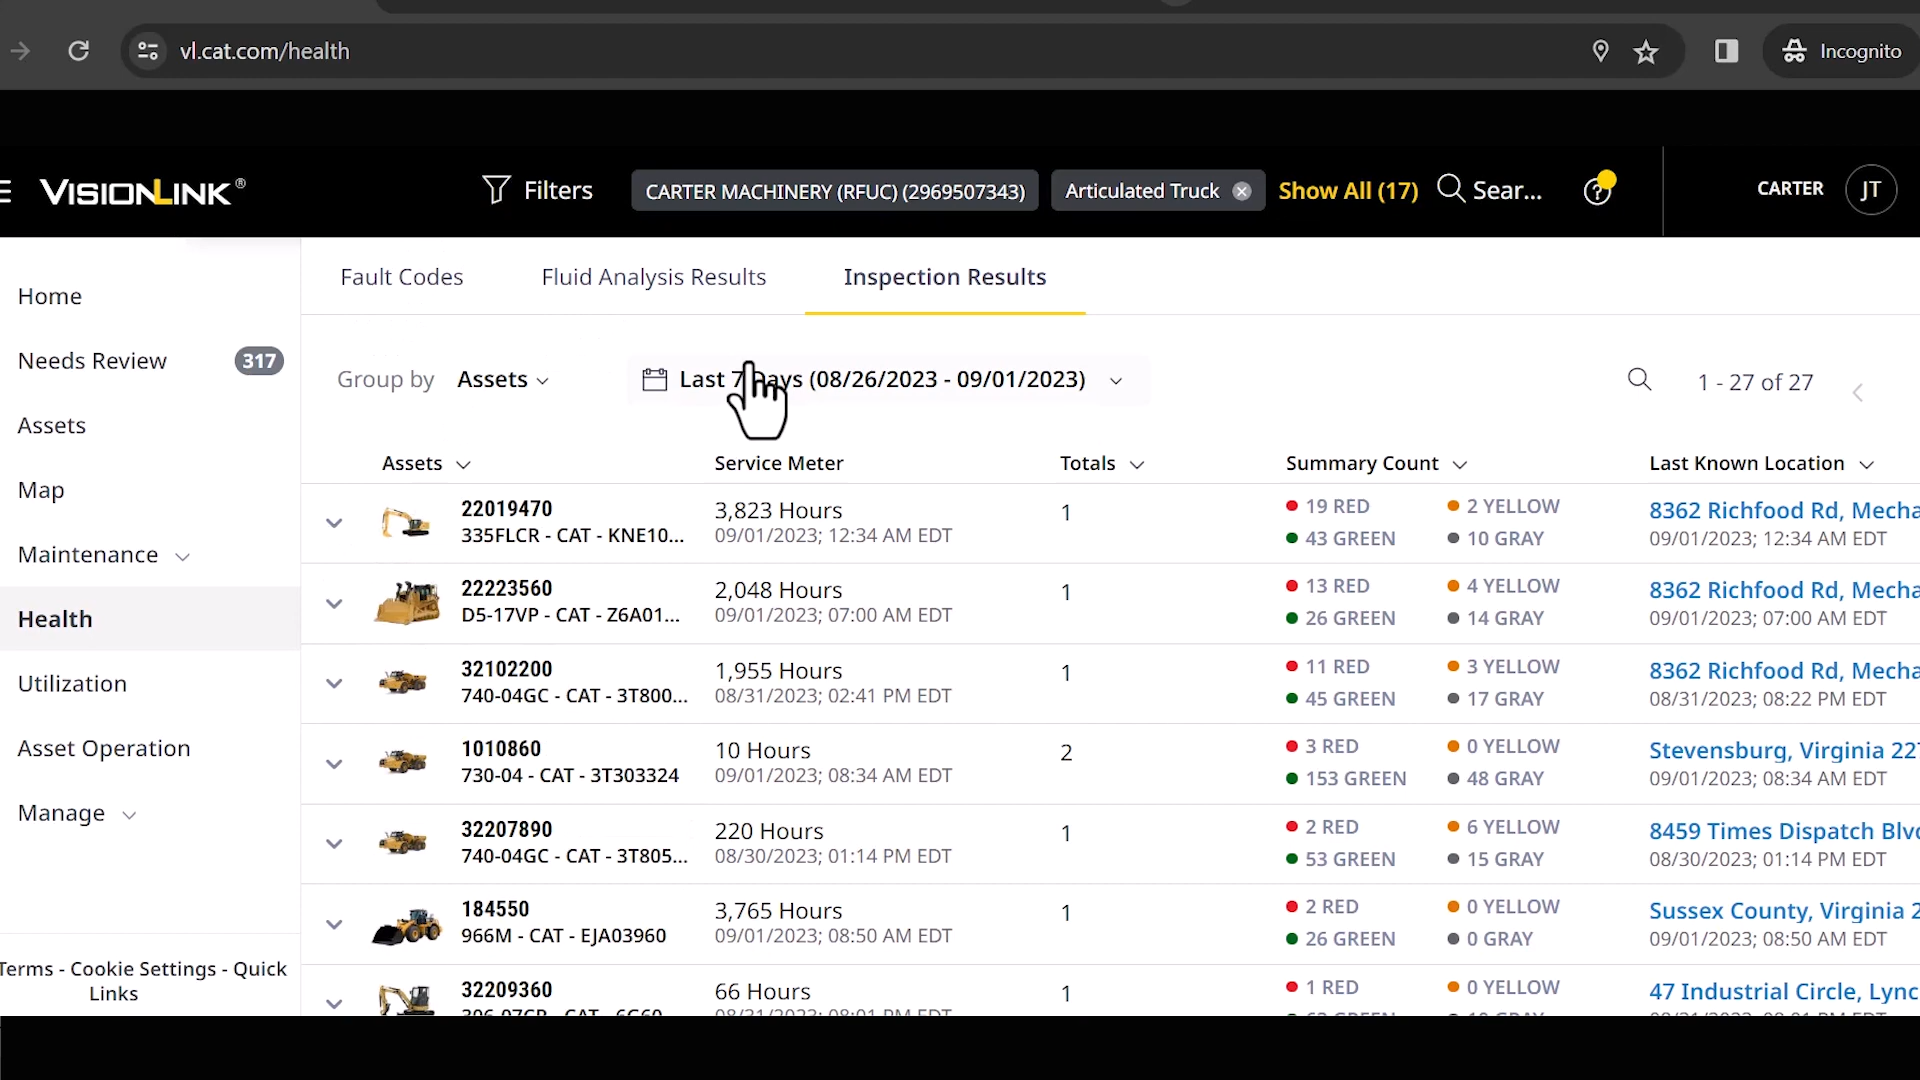 vl.cat.com/health
Incognito
VISIONLINK®
Filters
CARTER MACHINERY (RFUC) (2969507343)
Articulated Truck
Show All (17)
Sear...
CARTER
JT
Home
Needs Review 317
Assets
Map
Maintenance
Health
Utilization
Asset Operation
Manage
Terms - Cookie Settings - Quick
Links
Fault Codes Fluid Analysis Results Inspection Results
Group by Assets
Last 7 Days (08/26/2023 - 09/01/2023)
1 - 27 of 27
Assets Service Meter Totals Summary Count Last Known Location
22019470 3,823 Hours 1 19 RED 2 YELLOW 8362 Richfood Rd, Mecha
335FLCR - CAT - KNE10... 09/01/2023; 12:34 AM EDT 43 GREEN 10 GRAY 09/01/2023; 12:34 AM EDT
22223560 2,048 Hours 1 13 RED 4 YELLOW 8362 Richfood Rd, Mecha
D5-17VP - CAT - Z6A01... 09/01/2023; 07:00 AM EDT 26 GREEN 14 GRAY 09/01/2023; 07:00 AM EDT
32102200 1,955 Hours 1 11 RED 3 YELLOW 8362 Richfood Rd, Mecha
740-04GC - CAT - 3T800... 08/31/2023; 02:41 PM EDT 45 GREEN 17 GRAY 08/31/2023; 08:22 PM EDT
1010860 10 Hours 2 3 RED 0 YELLOW Stevensburg, Virginia 227
730-04 - CAT - 3T303324 09/01/2023; 08:34 AM EDT 153 GREEN 48 GRAY 09/01/2023; 08:34 AM EDT
32207890 220 Hours 1 2 RED 6 YELLOW 8459 Times Dispatch Blvd
740-04GC - CAT - 3T805... 08/30/2023; 01:14 PM EDT 53 GREEN 15 GRAY 08/30/2023; 01:14 PM EDT
184550 3,765 Hours 1 2 RED 0 YELLOW Sussex County, Virginia 2
966M - CAT - EJA03960 09/01/2023; 08:50 AM EDT 26 GREEN 0 GRAY 09/01/2023; 08:50 AM EDT
32209360 66 Hours 1 1 RED 0 YELLOW 47 Industrial Circle, Lync